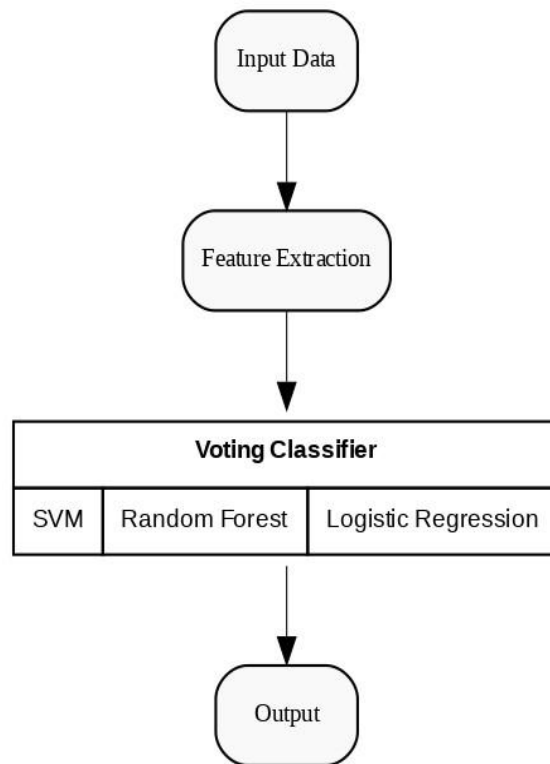 Input Data
Feature Extraction
Voting Classifier
SVM
Random Forest
Logistic Regression
Output